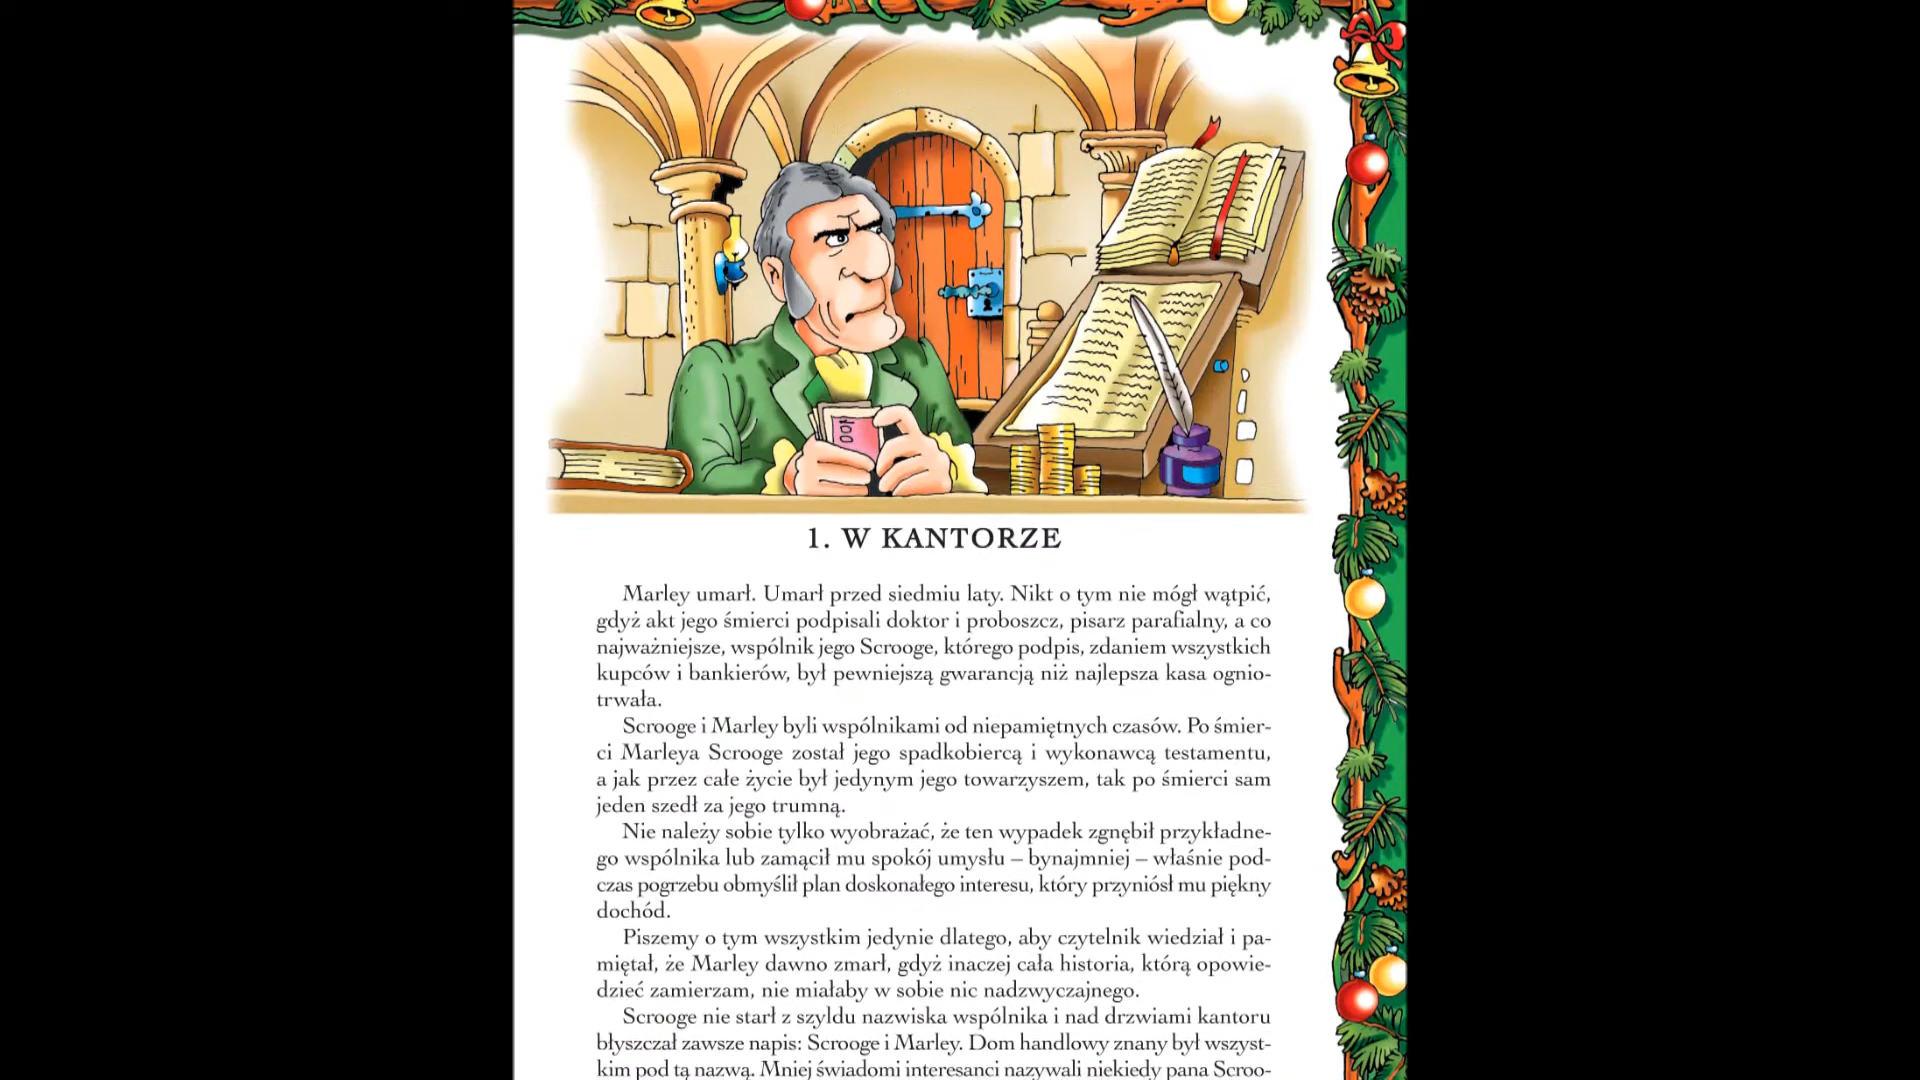 100
1. W KANTORZE
Marley umarł. Umarł przed siedmiu laty. Nikt o tym nie mógł wątpić,
gdyż akt jego śmierci podpisali doktor i proboszcz, pisarz parafialny, a co
najważniejsze, wspólnik jego Scrooge, którego podpis, zdaniem wszystkich
kupców i bankierów, był pewniejszą gwarancją niż najlepsza kasa ognio-
trwała.
Scrooge i Marley byli wspólnikami od niepamiętnych czasów. Po śmier-
ci Marleya Scrooge został jego spadkobiercą i wykonawcą testamentu,
a jak przez całe życie był jedynym jego towarzyszem, tak po śmierci sam
jeden szedł za jego trumną.
Nie należy sobie tylko wyobrażać, że ten wypadek zgnębił przykładne-
go wspólnika lub zamącił mu spokój umysłu – bynajmniej – właśnie pod-
czas pogrzebu obmyślił plan doskonałego interesu, który przyniósł mu piękny
dochód.
Piszemy o tym wszystkim jedynie dlatego, aby czytelnik wiedział i pa-
miętał, że Marley dawno zmarł, gdyż inaczej cała historia, którą opowie-
dzieć zamierzam, nie miałaby w sobie nic nadzwyczajnego.
Scrooge nie starł z szyldu nazwiska wspólnika i nad drzwiami kantoru
błyszczał zawsze napis: Scrooge i Marley. Dom handlowy znany był wszyst-
kim pod tą nazwą. Mniej świadomi interesanci nazywali niekiedy pana Scroo-